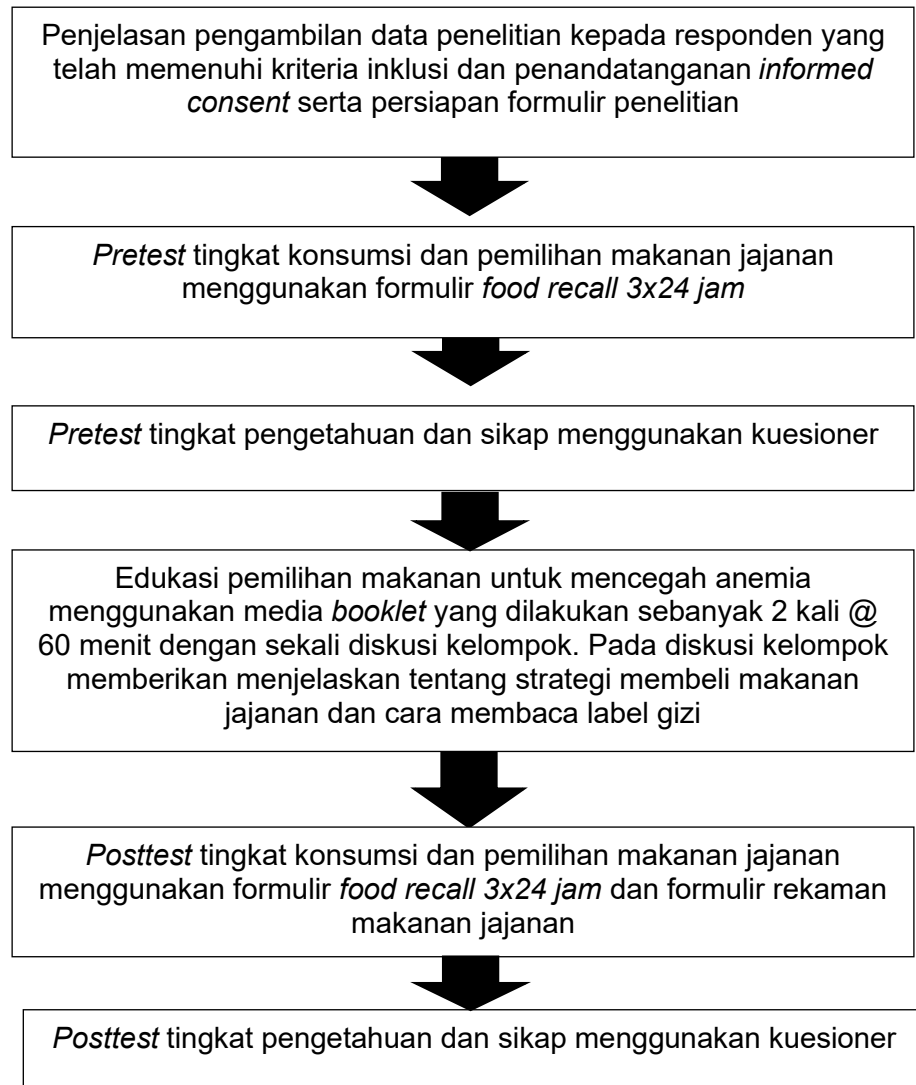 Penjelasan pengambilan data penelitian kepada responden yang
telah memenuhi kriteria inklusi dan penandatanganan informed
consent serta persiapan formulir penelitian
Pretest tingkat konsumsi dan pemilihan makanan jajanan
menggunakan formulir food recall 3x24 jam
Pretest tingkat pengetahuan dan sikap menggunakan kuesioner
Edukasi pemilihan makanan untuk mencegah anemia
menggunakan media booklet yang dilakukan sebanyak 2 kali @
60 menit dengan sekali diskusi kelompok. Pada diskusi kelompok
memberikan menjelaskan tentang strategi membeli makanan
jajanan dan cara membaca label gizi
Posttest tingkat konsumsi dan pemilihan makanan jajanan
menggunakan formulir food recall 3x24 jam dan formulir rekaman
makanan jajanan
Posttest tingkat pengetahuan dan sikap menggunakan kuesioner